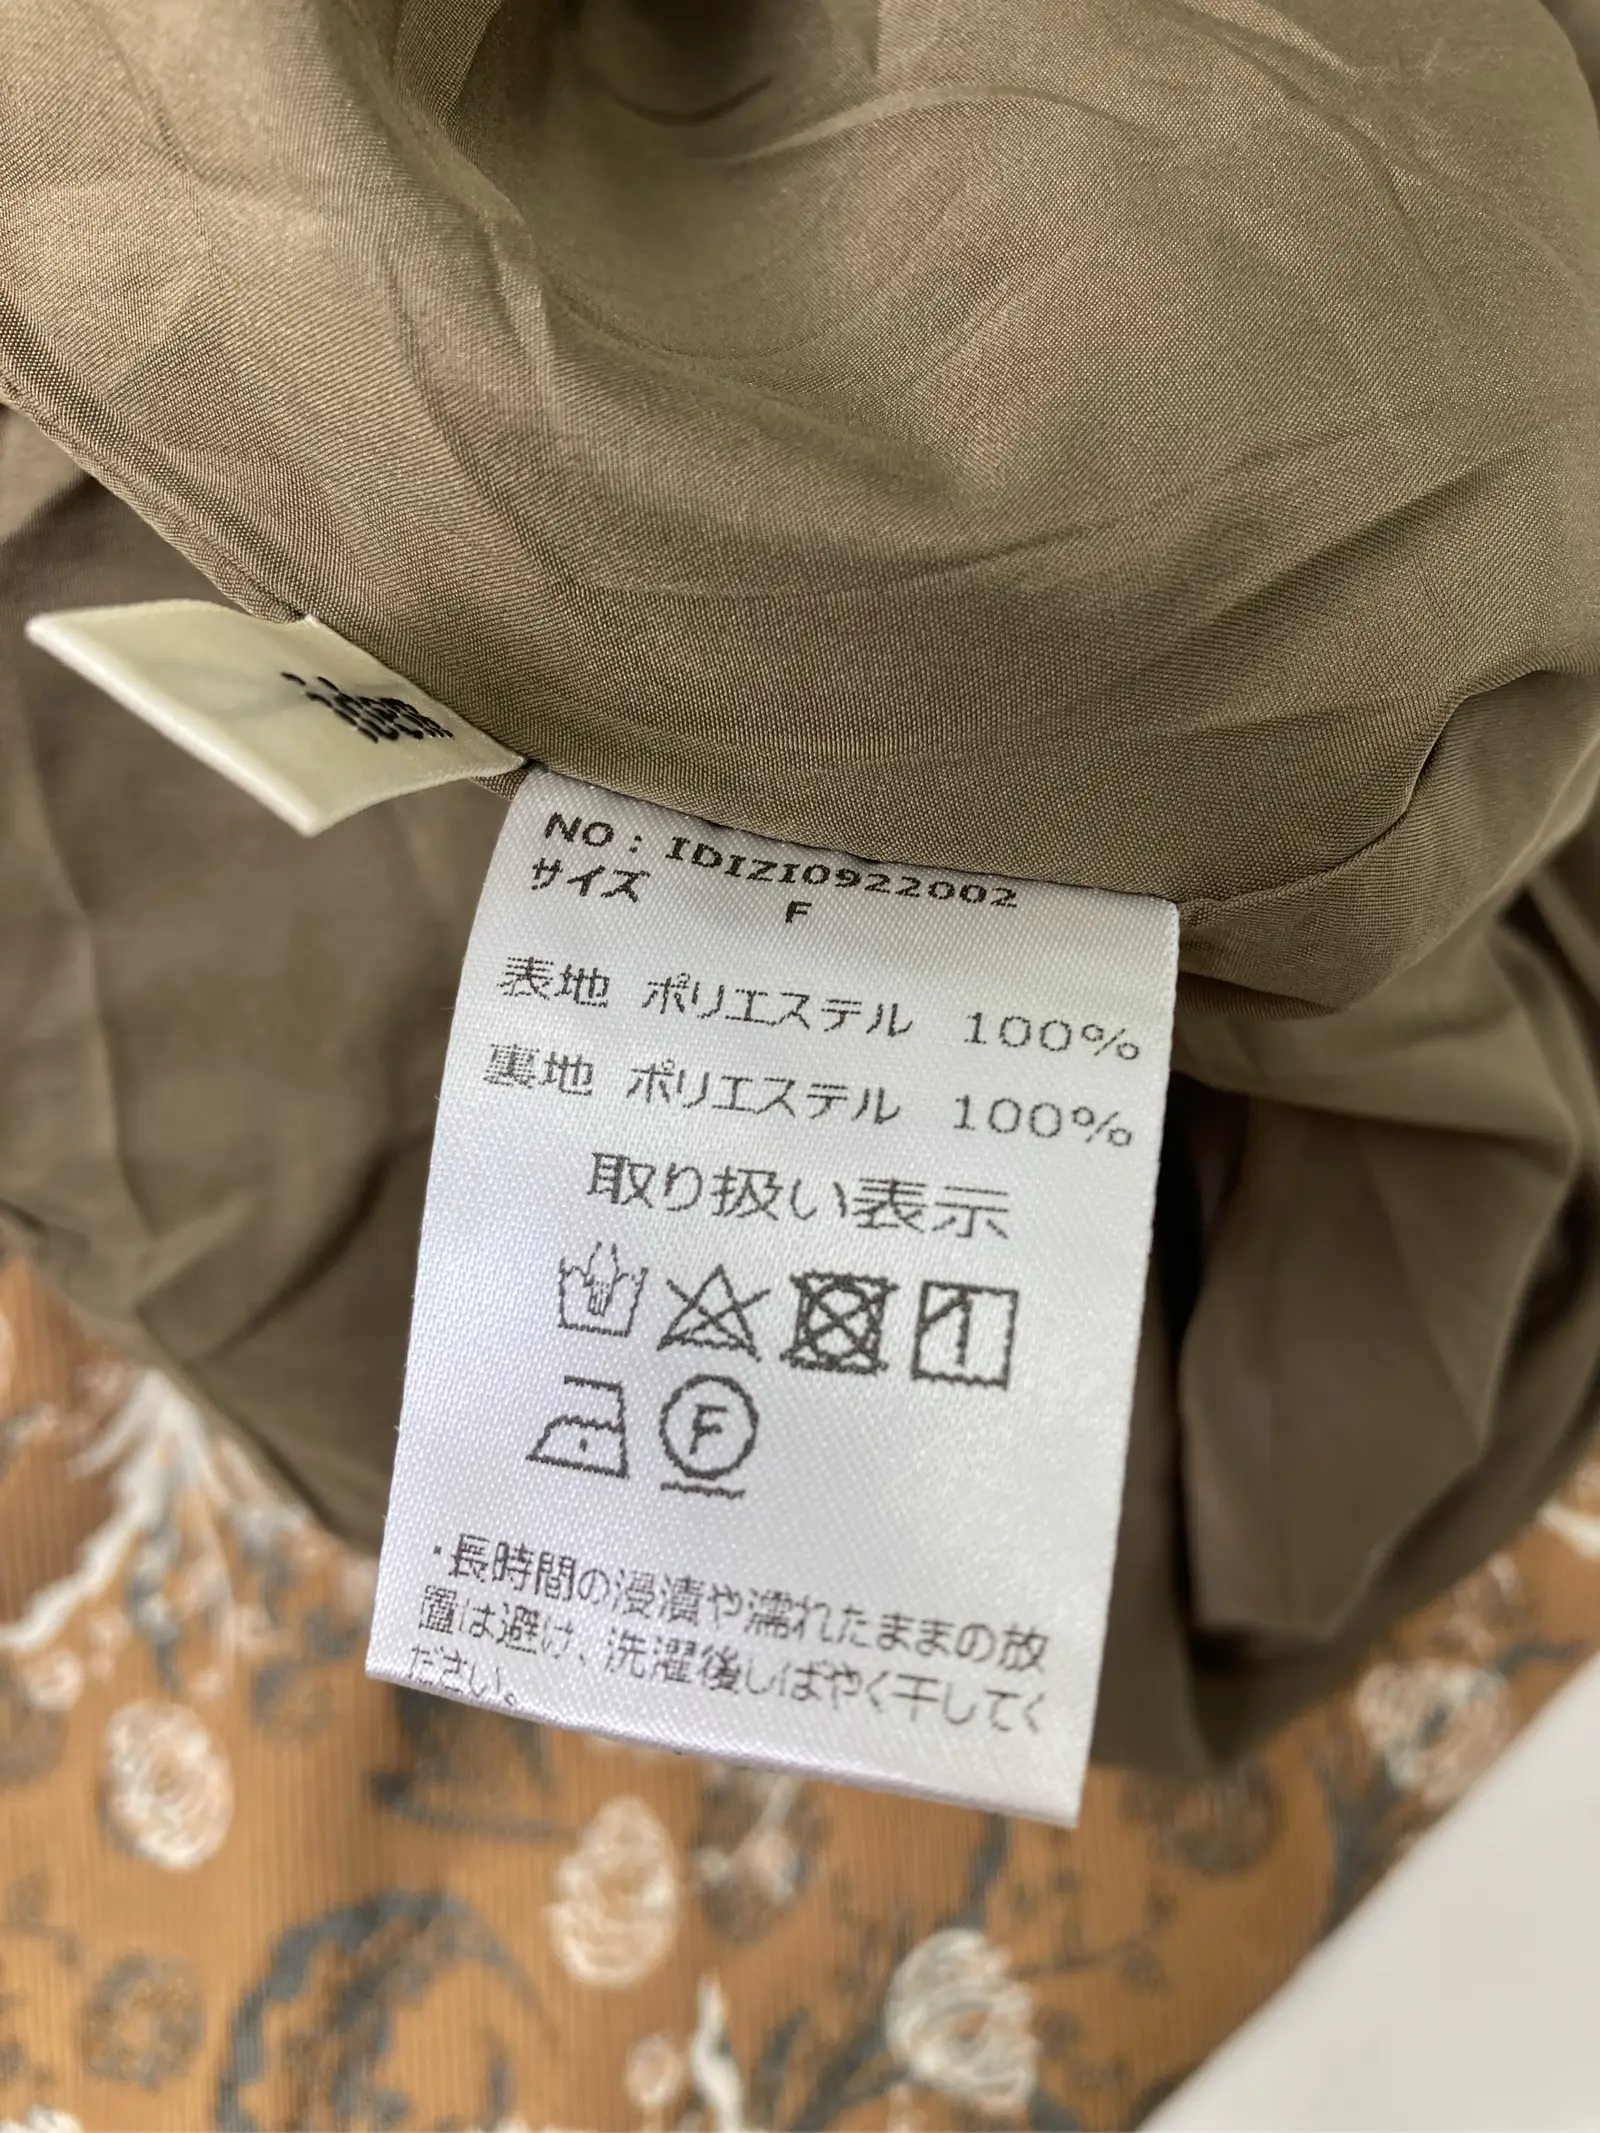 NO：IDIZI0922002
サイズ F
表地 ポリエステル 100%
裏地 ポリエステル 100%
取り扱い表示
F
・長時間の浸漬や濡れたままの放
置は避け、洗濯後しばやく干してく
ださい。